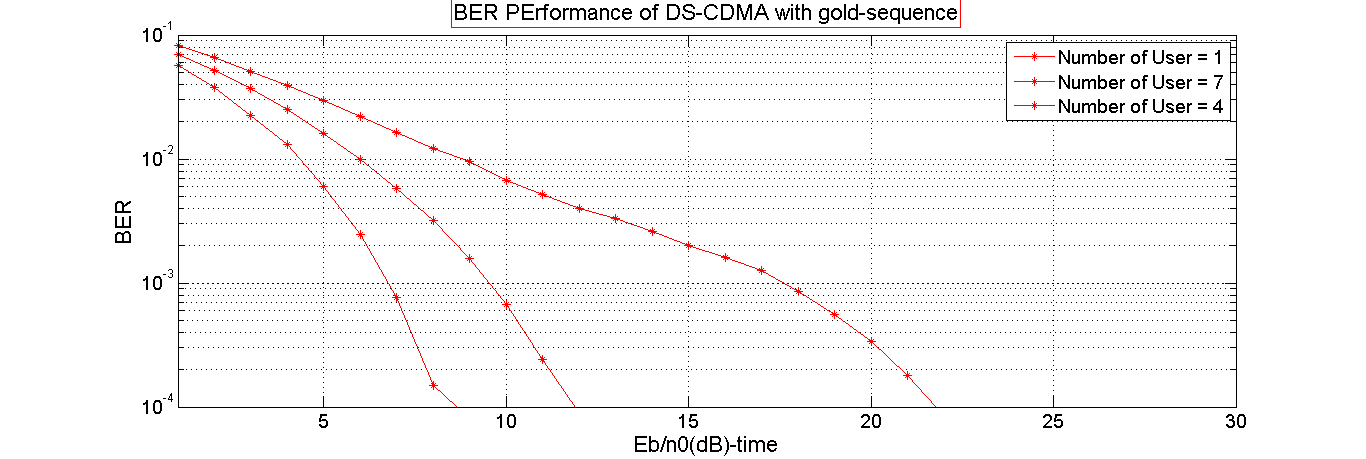 BER PErformance of DS-CDMA with gold-sequence
10^-1
Number of User = 1
Number of User = 7
Number of User = 4
10^-2
BER
10^-3
10^-4
5 10 15 20 25 30
Eb/n0(dB)-time